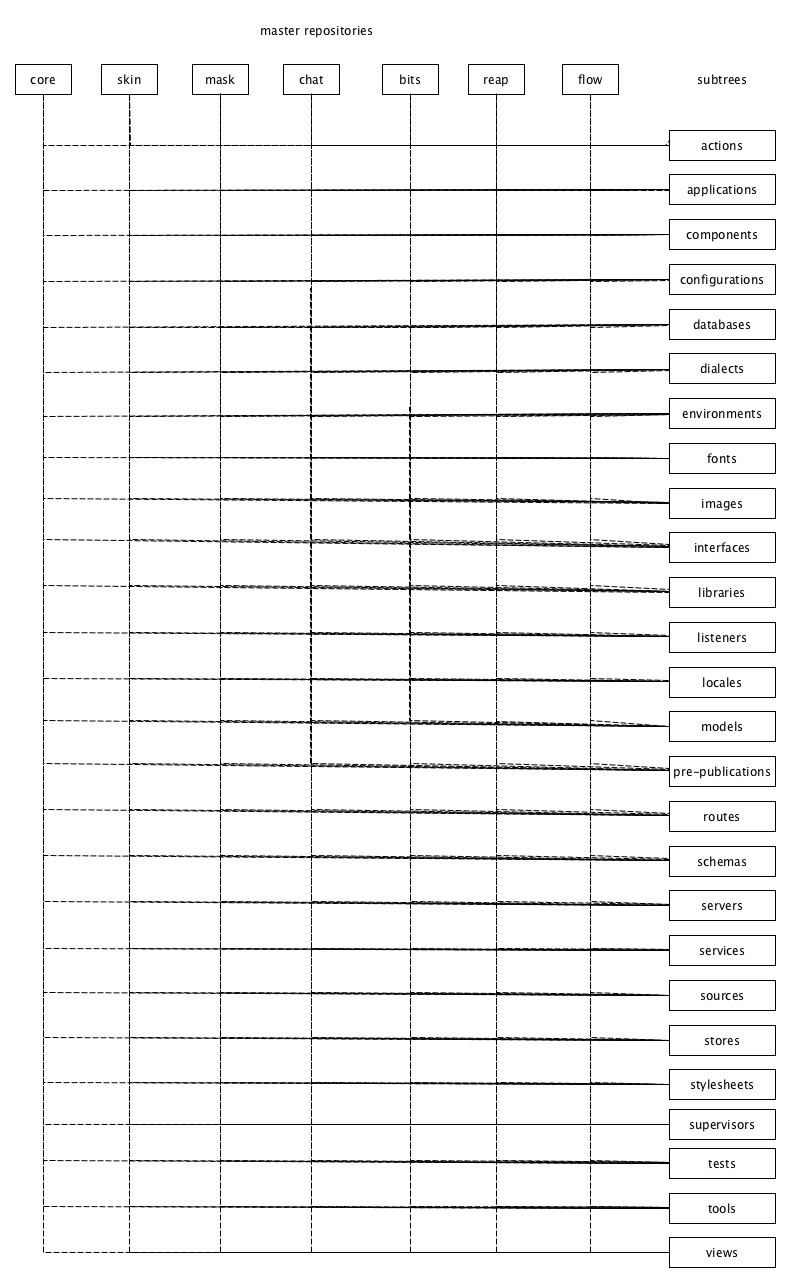 master repositories
core skin mask chat bits reap flow subtrees
actions
applications
components
configurations
databases
dialects
environments
fonts
images
interfaces
libraries
listeners
locales
models
pre-publications
routes
schemas
servers
services
sources
stores
stylesheets
supervisors
tests
tools
views